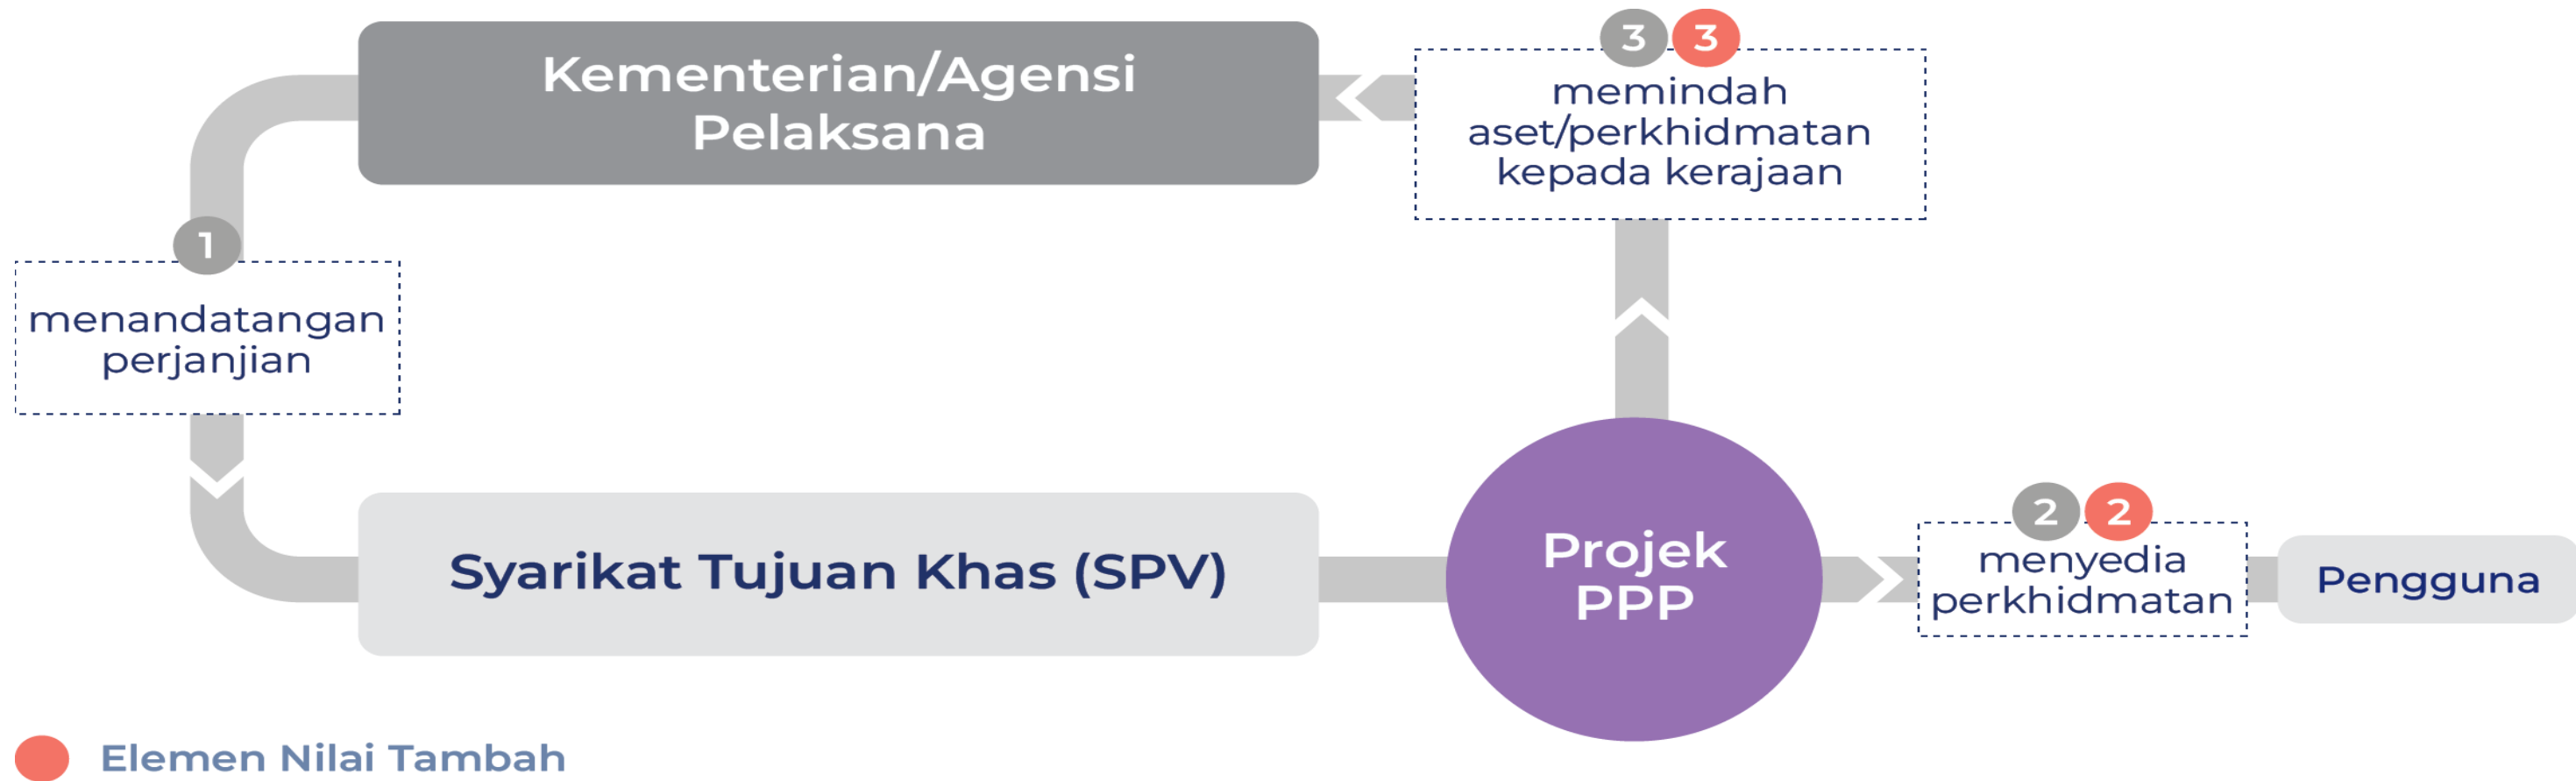 Kementerian/Agensi
Pelaksana
3 3
memindah
aset/perkhidmatan
kepada kerajaan
1
menandatangan
perjanjian
Syarikat Tujuan Khas (SPV)
Projek
PPP
2 2
menyedia
perkhidmatan
Pengguna
Elemen Nilai Tambah